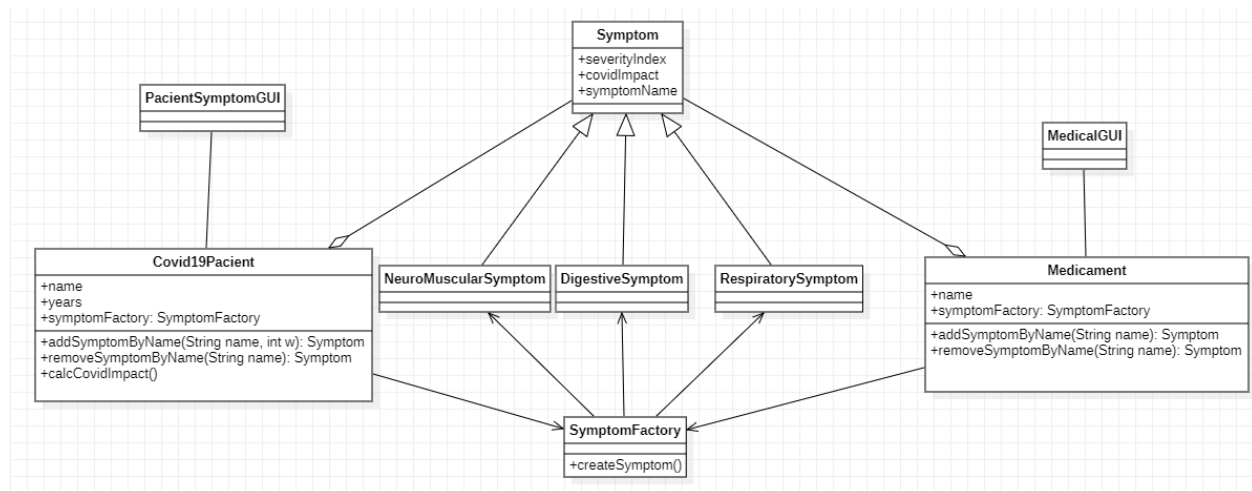 Symptom
+severityIndex
+covidImpact
+symptomName
PacientSymptomGUI
MedicalGUI
Covid19Pacient
+name
+years
+symptomFactory: SymptomFactory
+addSymptomByName(String name, int w): Symptom
+removeSymptomByName(String name): Symptom
+calcCovidImpact()
NeuroMuscularSymptom
DigestiveSymptom
RespiratorySymptom
Medicament
+name
+symptomFactory: SymptomFactory
+addSymptomByName(String name): Symptom
+removeSymptomByName(String name): Symptom
SymptomFactory
+createSymptom()